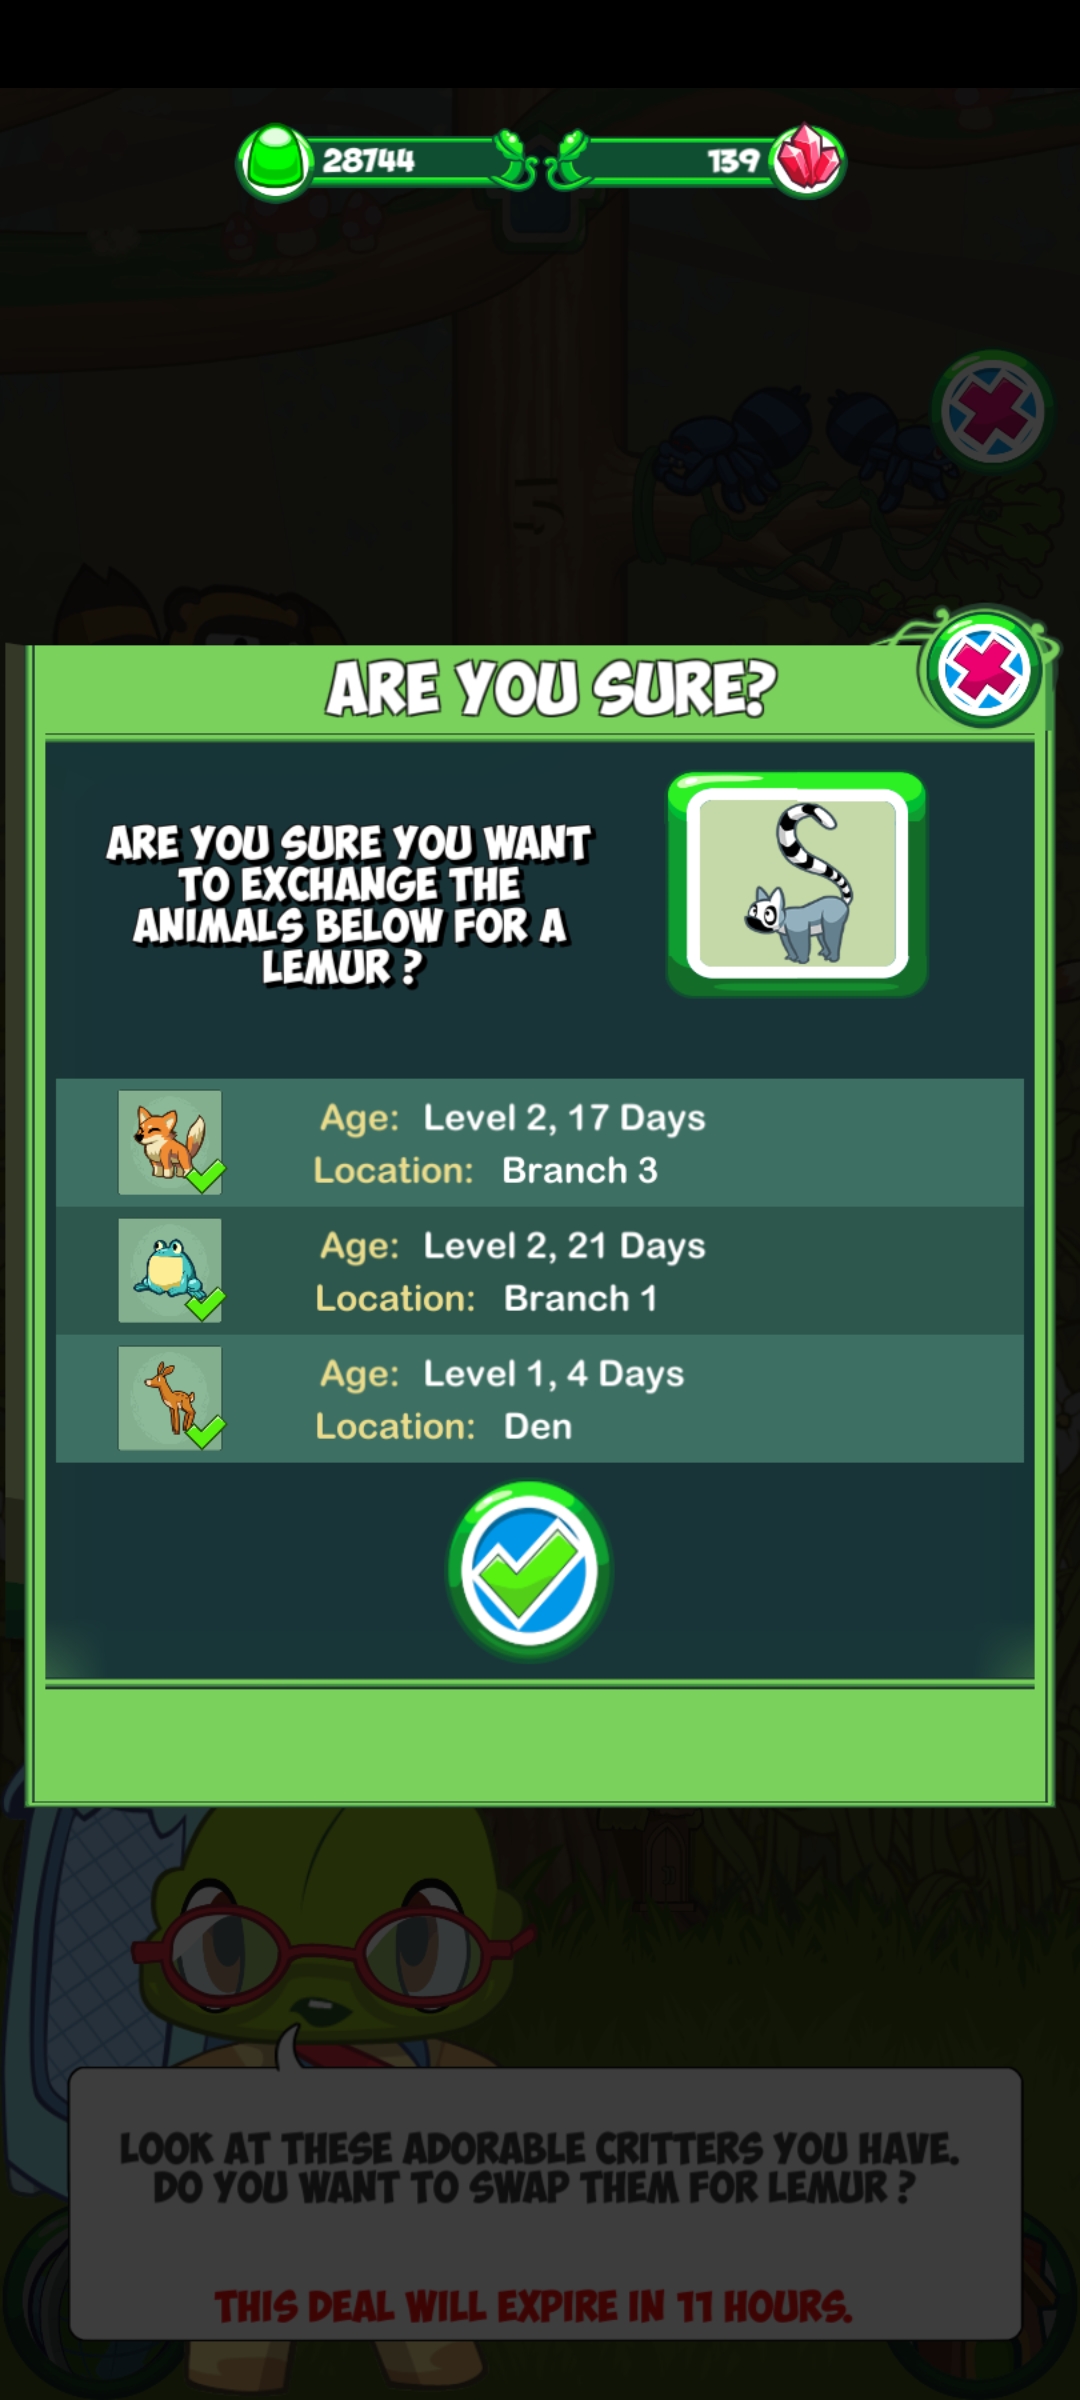 28744
139
5
ARE YOU SURE?
ARE YOU SURE YOU WANT
TO EXCHANGE THE
ANIMALS BELOW FOR A
LEMUR ?
Age: Level 2, 17 Days
Location: Branch 3
Age: Level 2, 21 Days
Location: Branch 1
Age: Level 1, 4 Days
Location: Den
LOOK AT THESE ADORABLE CRITTERS YOU HAVE.
DO YOU WANT TO SWAP THEM FOR LEMUR ?
THIS DEAL WILL EXPIRE IN 11 HOURS.